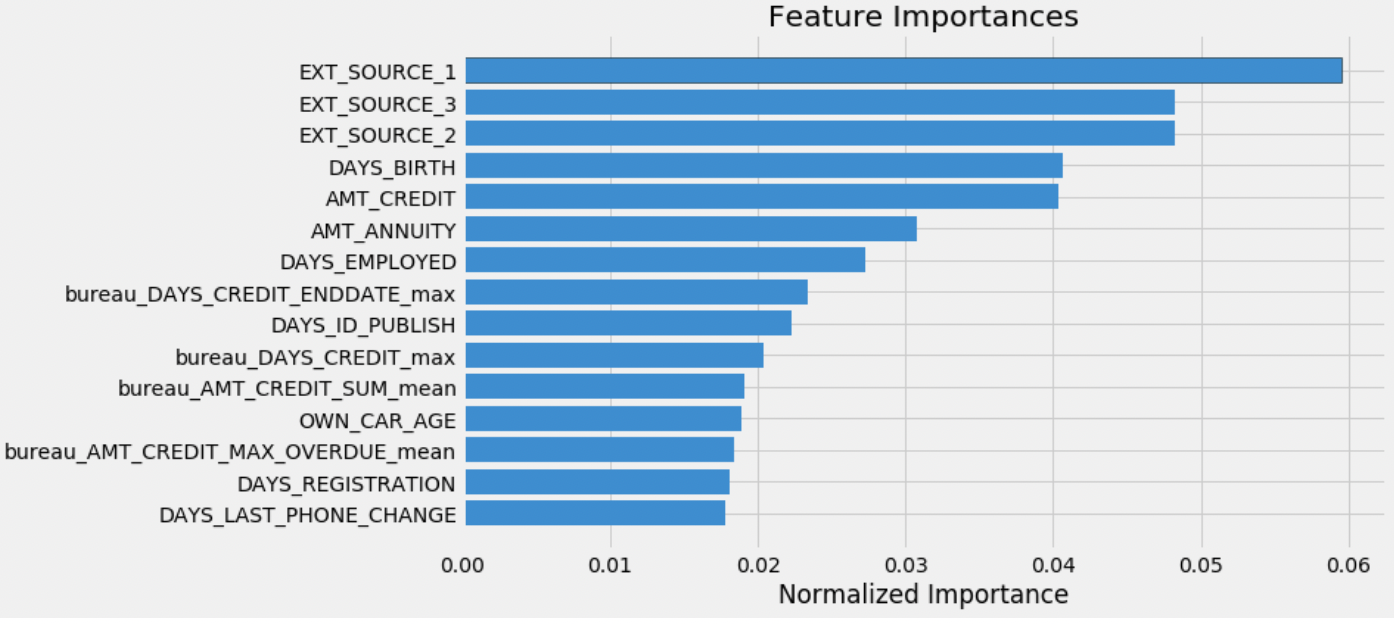 Feature Importances
EXT_SOURCE_1
EXT_SOURCE_3
EXT_SOURCE_2
DAYS_BIRTH
AMT_CREDIT
AMT_ANNUITY
DAYS_EMPLOYED
bureau_DAYS_CREDIT_ENDDATE_max
DAYS_ID_PUBLISH
bureau_DAYS_CREDIT_max
bureau_AMT_CREDIT_SUM_mean
OWN_CAR_AGE
bureau_AMT_CREDIT_MAX_OVERDUE_mean
DAYS_REGISTRATION
DAYS_LAST_PHONE_CHANGE
0.00 0.01 0.02 0.03 0.04 0.05 0.06
Normalized Importance